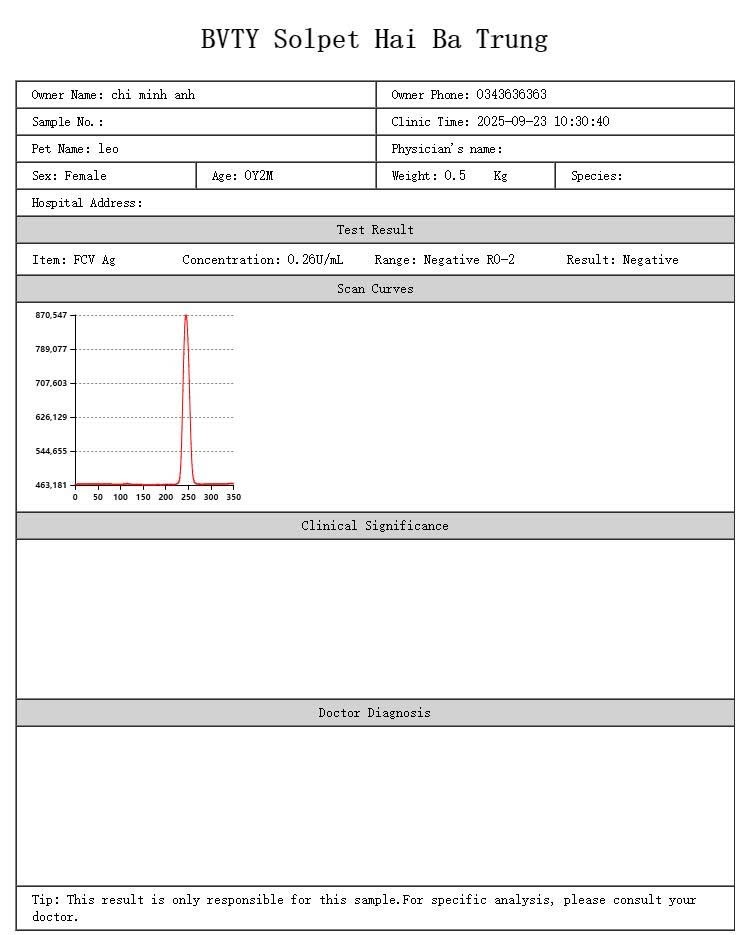 BVTY Solpet Hai Ba Trung
Owner Name: chi minh anh Owner Phone: 0343636363
Sample No.: Clinic Time: 2025-09-23 10:30:40
Pet Name: leo Physician's name:
Sex: Female Age: 0Y2M Weight: 0.5 Kg Species:
Hospital Address:
Test Result
Item: FCV Ag Concentration: 0.26U/mL Range: Negative R0-2 Result: Negative
Scan Curves
870,547
789,077
707,603
626,129
544,655
463,181
0 50 100 150 200 250 300 350
Clinical Significance
Doctor Diagnosis
Tip: This result is only responsible for this sample.For specific analysis, please consult your
doctor.